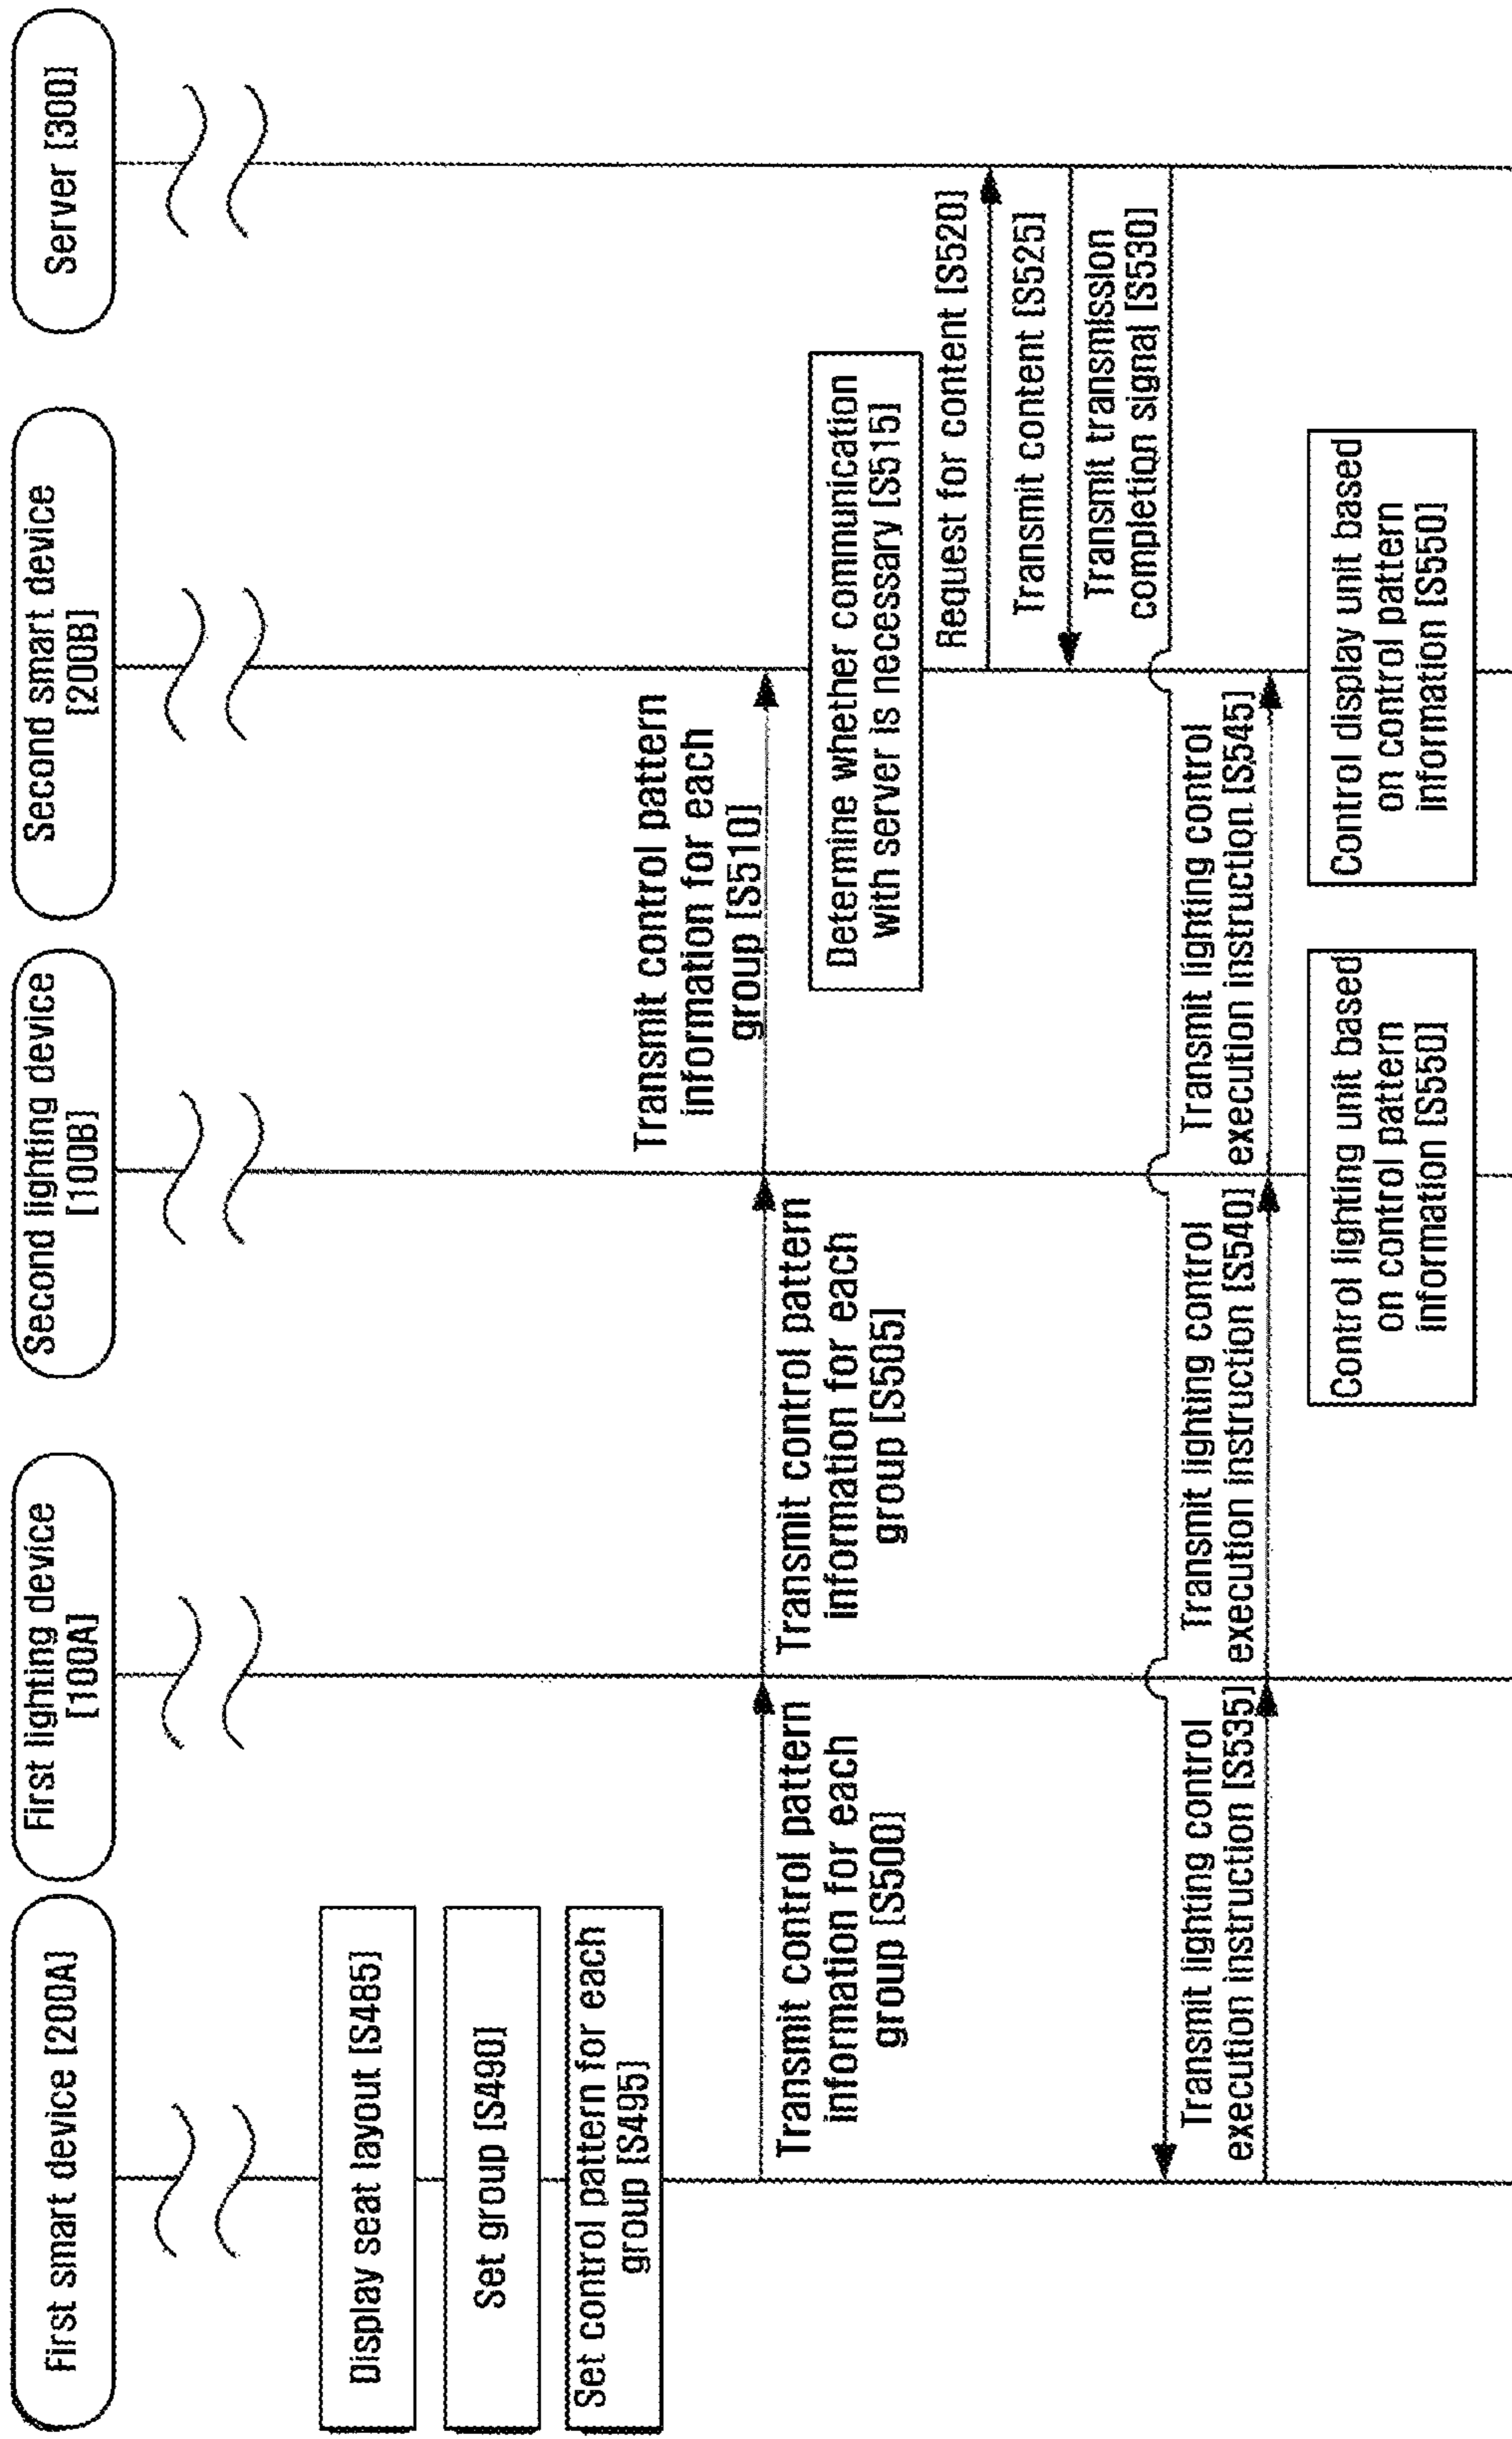 First smart device [200A]
First lighting device
[100A]
Second lighting device
[100B]
Second smart device
[200B]
Server [300]
Display seat layout [S485]
Set group [S490]
Set control pattern for each
group [S495]
Transmit control pattern
information for each
group [S500]
Transmit control pattern
information for each
group [S505]
Transmit control pattern
information for each
group [S510]
Determine whether communication
with server is necessary [S515]
Request for content [S520]
Transmit content [S525]
Transmit transmission
completion signal [S530]
Transmit lighting control
execution instruction [S535]
Transmit lighting control
execution instruction [S540]
Transmit lighting control
execution instruction [S545]
Control lighting unit based
on control pattern
information [S550]
Control display unit based
on control pattern
information [S550]